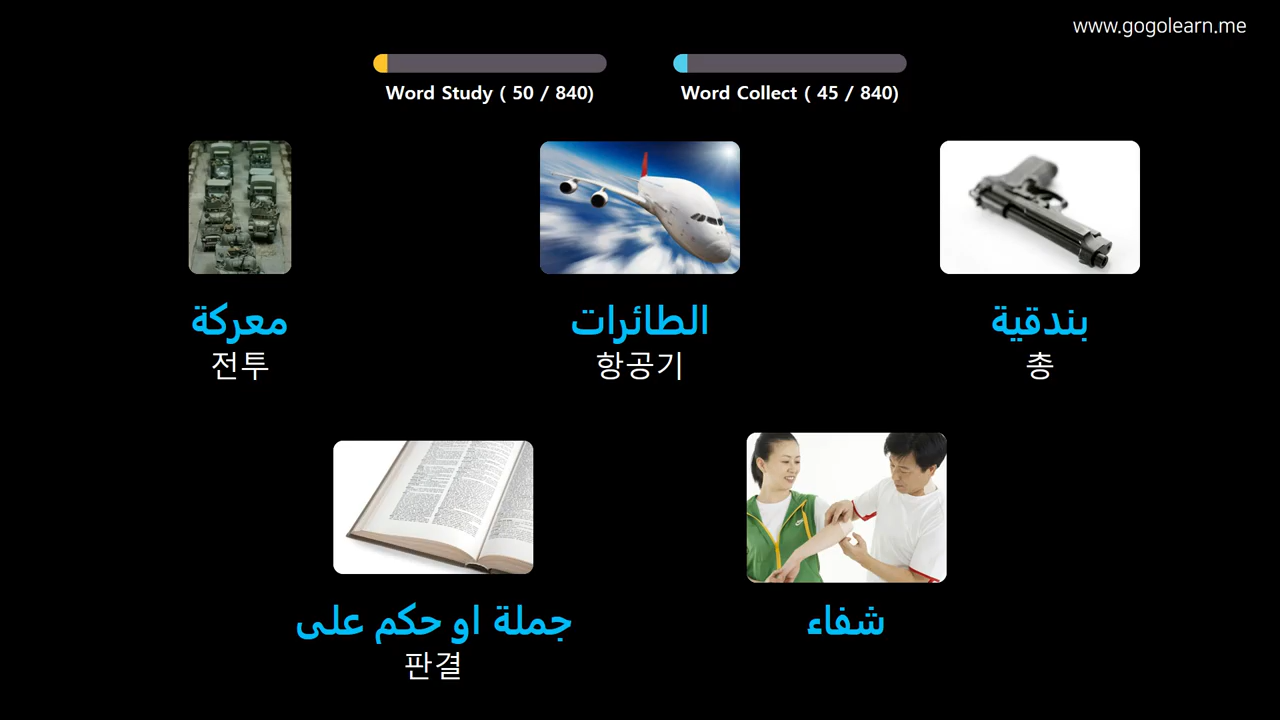 www.gogolearn.me
Word Study ( 50 / 840)
Word Collect ( 45 / 840)
معركة
전투
الطائرات
항공기
بندقية
총
جملة او حكم على
판결
شفاء